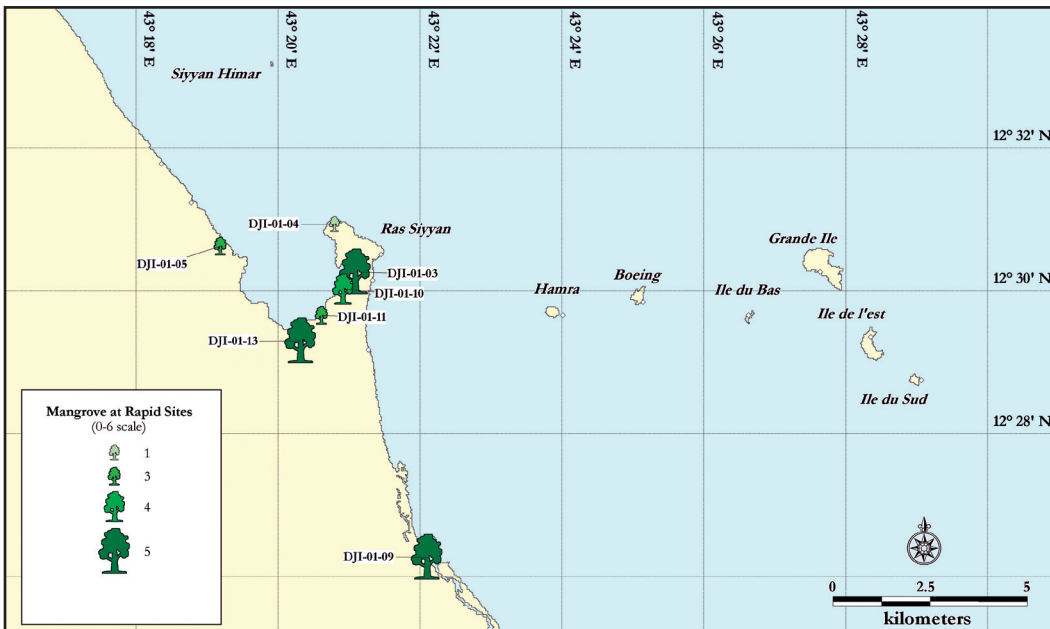 43° 18' E
43° 20' E
43° 22' E
43° 24' E
43° 26' E
43° 28' E
Siyyan Himar
12° 32' N
DJI-01-04
Ras Siyyan
Grande Ile
DJI-01-05
DJI-01-03
Boeing
Hamra
Ile du Bas
12° 30' N
DJI-01-10
DJI-01-11
Ile de l'est
DJI-01-13
Ile du Sud
Mangrove at Rapid Sites
(0-6 scale)
1
3
4
5
12° 28' N
DJI-01-09
0 2.5 5
kilometers